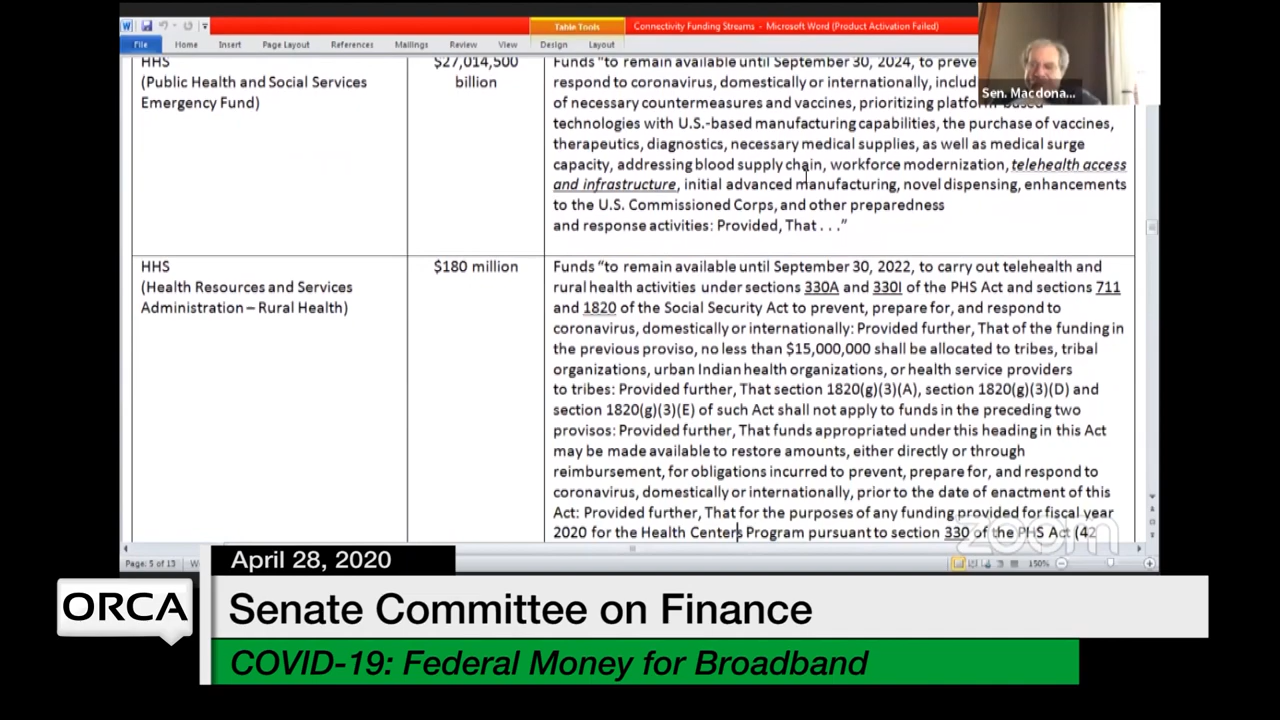 Table Tools
Connectivity Funding Streams - Microsoft Word (Product Activation Failed)
File Home Insert Page Layout References Mailings Review View Design Layout
Sen. Macdona...
HHS
(Public Health and Social Services
Emergency Fund)
$27,014,500
billion
Funds “to remain available until September 30, 2024, to preve
respond to coronavirus, domestically or internationally, includ
of necessary countermeasures and vaccines, prioritizing platform-based
technologies with U.S.-based manufacturing capabilities, the purchase of vaccines,
therapeutics, diagnostics, necessary medical supplies, as well as medical surge
capacity, addressing blood supply chain, workforce modernization, telehealth access
and infrastructure, initial advanced manufacturing, novel dispensing, enhancements
to the U.S. Commissioned Corps, and other preparedness
and response activities: Provided, That . . .”
HHS
(Health Resources and Services
Administration – Rural Health)
$180 million
Funds “to remain available until September 30, 2022, to carry out telehealth and
rural health activities under sections 330A and 330I of the PHS Act and sections 711
and 1820 of the Social Security Act to prevent, prepare for, and respond to
coronavirus, domestically or internationally: Provided further, That of the funding in
the previous proviso, no less than $15,000,000 shall be allocated to tribes, tribal
organizations, urban Indian health organizations, or health service providers
to tribes: Provided further, That section 1820(g)(3)(A), section 1820(g)(3)(D) and
section 1820(g)(3)(E) of such Act shall not apply to funds in the preceding two
provisos: Provided further, That funds appropriated under this heading in this Act
may be made available to restore amounts, either directly or through
reimbursement, for obligations incurred to prevent, prepare for, and respond to
coronavirus, domestically or internationally, prior to the date of enactment of this
Act: Provided further, That for the purposes of any funding provided for fiscal year
2020 for the Health Centers Program pursuant to section 330 of the PHS Act (42
zoom
Page: 5 of 13
150%
April 28, 2020
ORCA
Senate Committee on Finance
COVID-19: Federal Money for Broadband